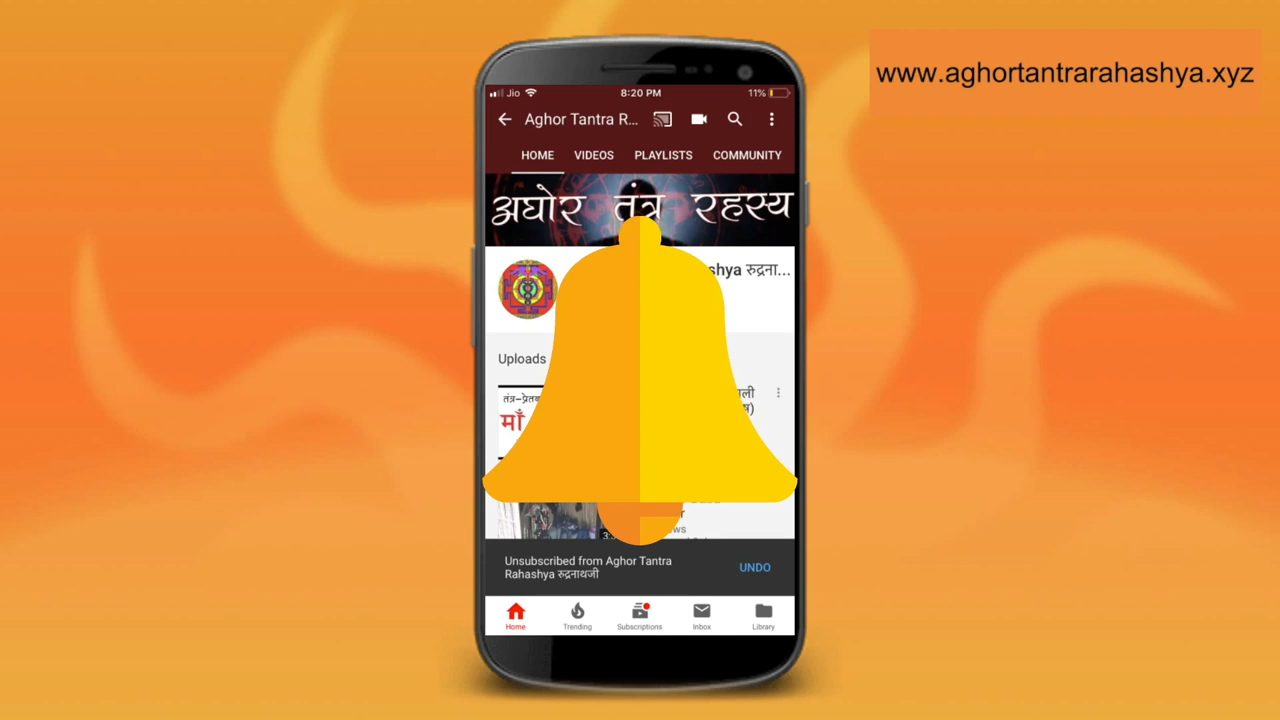 www.aghortantrarahashya.xyz
Jio 8:20 PM 11%
Aghor Tantra R...
HOME VIDEOS PLAYLISTS COMMUNITY
अघोर तंत्र रहस्य
रुद्रना...
Uploads
माँ
Unsubscribed from Aghor Tantra
Rahashya रुद्रनाथजी
UNDO
Home Trending Subscriptions Inbox Library